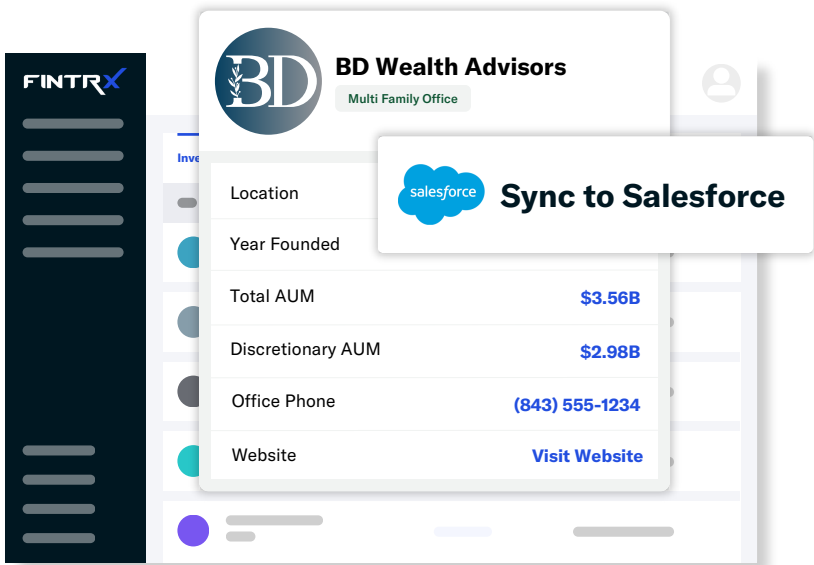 FINTRX
BD
BD Wealth Advisors
Multi Family Office
Inve
salesforce
Sync to Salesforce
Location
Year Founded
Total AUM
$3.56B
Discretionary AUM
$2.98B
Office Phone
(843) 555-1234
Website
Visit Website